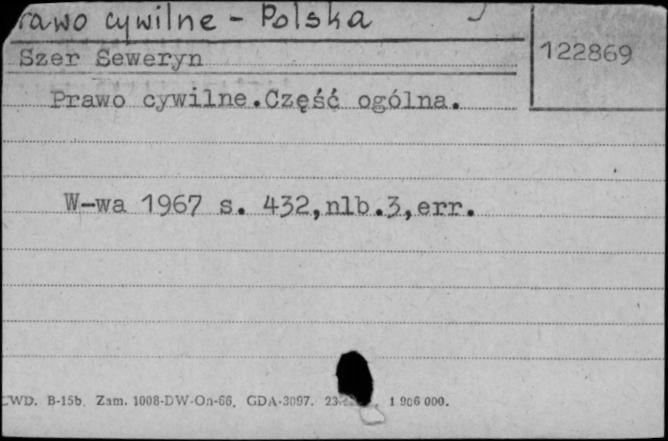 rawo cywilne - Polska
122869
Szer Seweryn
Prawo cywilne.Część ogólna.
W-wa 1967 s. 432,nlb.3,err.
CWD. B-15b. Zam. 1008-DW-On-66. GDA-3097. 1 906 000.